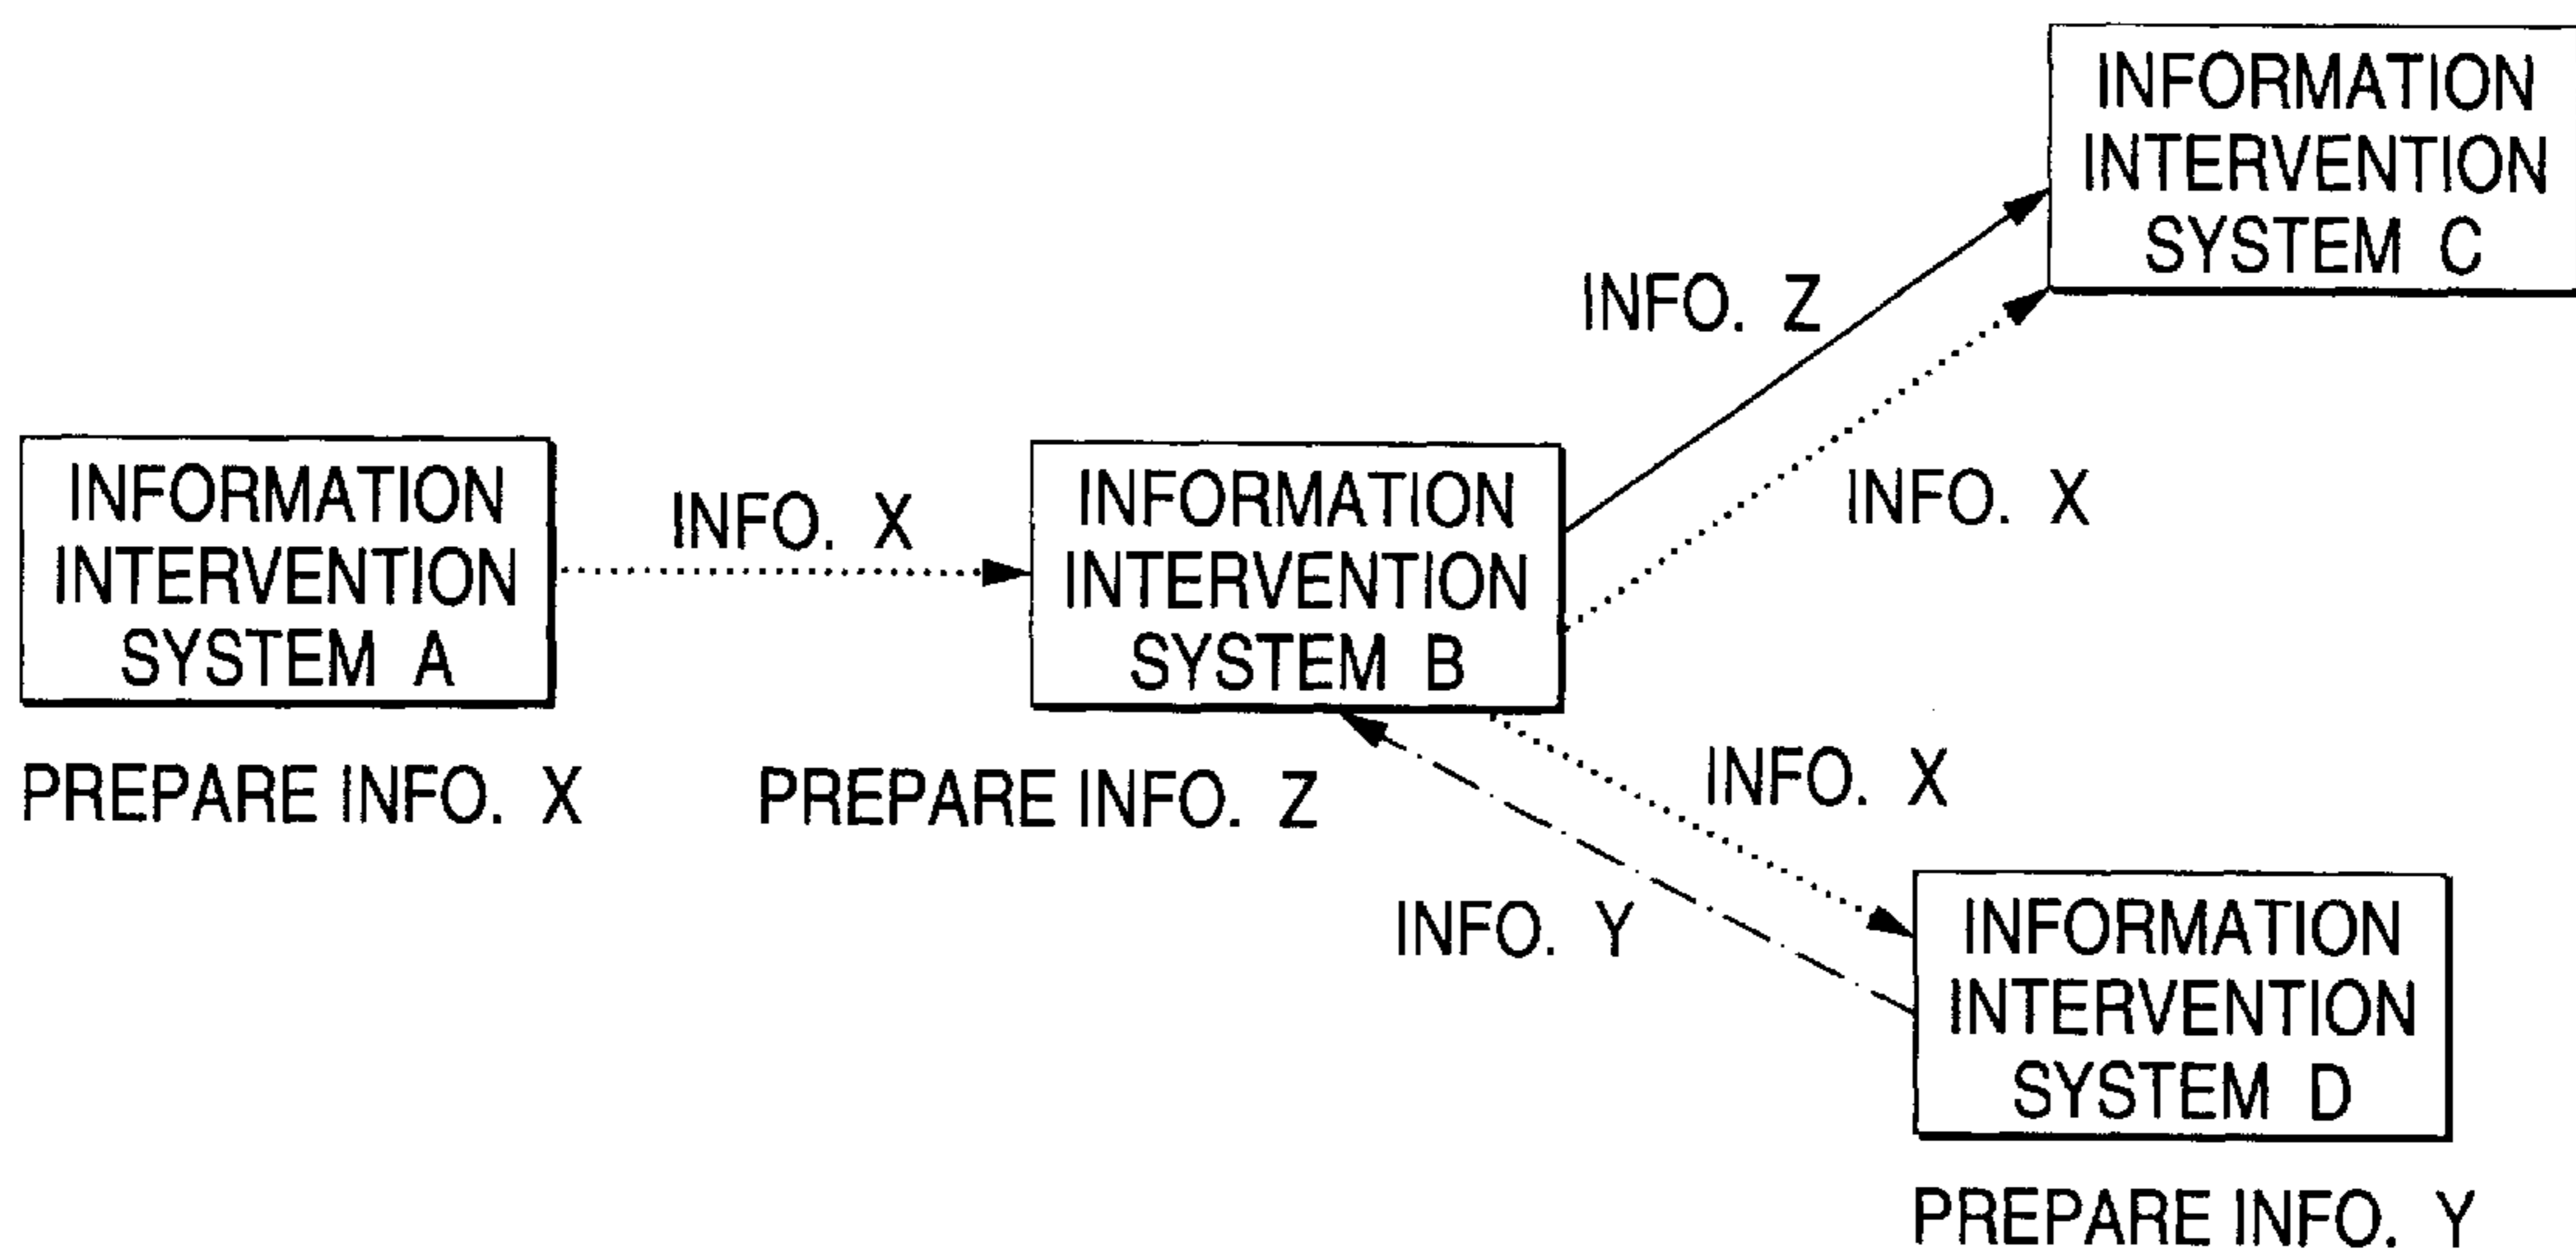 INFORMATION
INTERVENTION
SYSTEM C
INFO. Z
INFORMATION
INTERVENTION
SYSTEM A
INFO. X
INFORMATION
INTERVENTION
SYSTEM B
INFO. X
PREPARE INFO. X
PREPARE INFO. Z
INFO. X
INFO. Y
INFORMATION
INTERVENTION
SYSTEM D
PREPARE INFO. Y